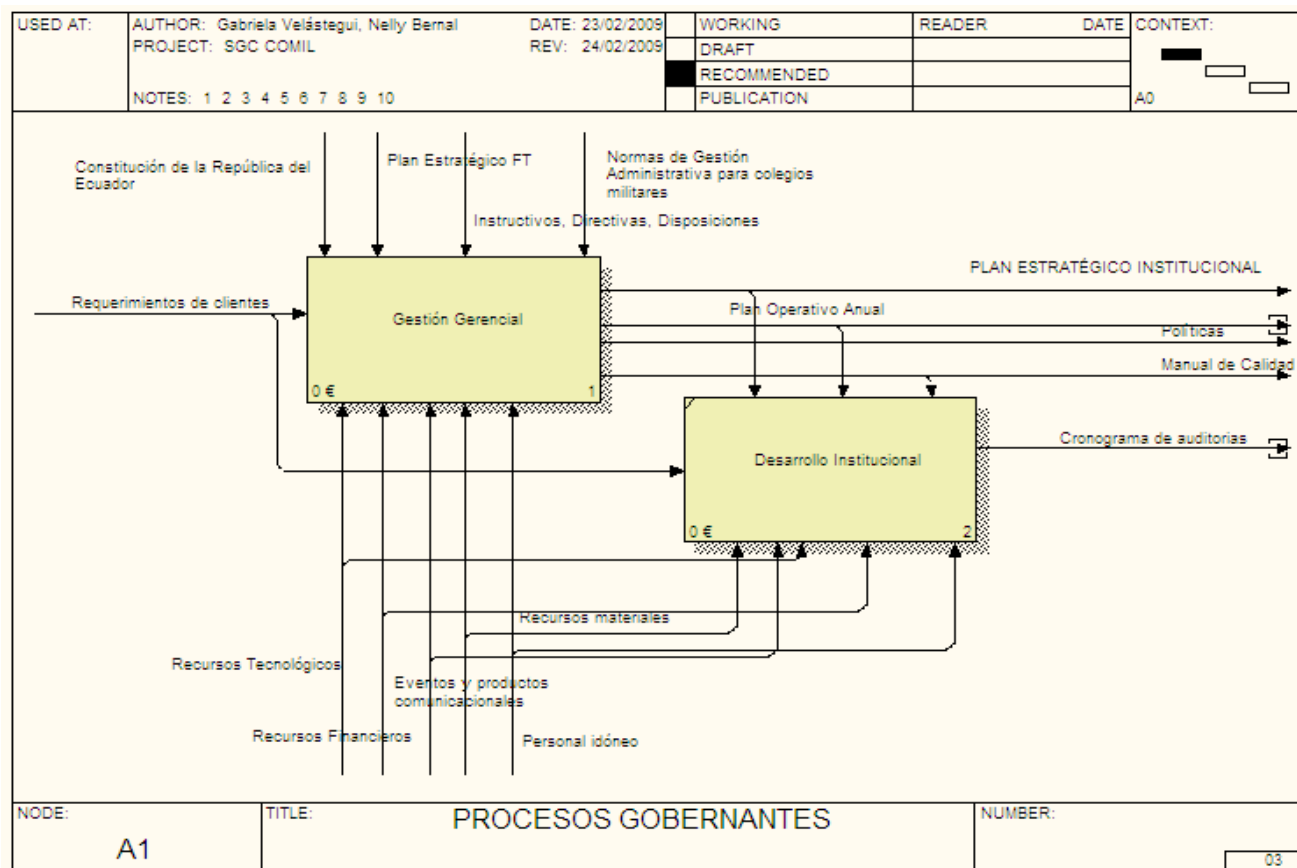 USED AT:
AUTHOR: Gabriela Velástegui, Nelly Bernal
DATE: 23/02/2009
PROJECT: SGC COMIL
REV: 24/02/2009
NOTES: 1 2 3 4 5 6 7 8 9 10
WORKING
DRAFT
RECOMMENDED
PUBLICATION
READER
DATE
CONTEXT:
A0
Constitución de la República del
Ecuador
Plan Estratégico FT
Normas de Gestión
Administrativa para colegios
militares
Instructivos, Directivas, Disposiciones
PLAN ESTRATÉGICO INSTITUCIONAL
Requerimientos de clientes
Plan Operativo Anual
Gestión Gerencial
Políticas
Manual de Calidad
0 €
1
Cronograma de auditorias
Desarrollo Institucional
0 €
2
Recursos materiales
Recursos Tecnológicos
Eventos y productos
comunicacionales
Recursos Financieros
Personal idóneo
NODE:
A1
TITLE:
PROCESOS GOBERNANTES
NUMBER:
03